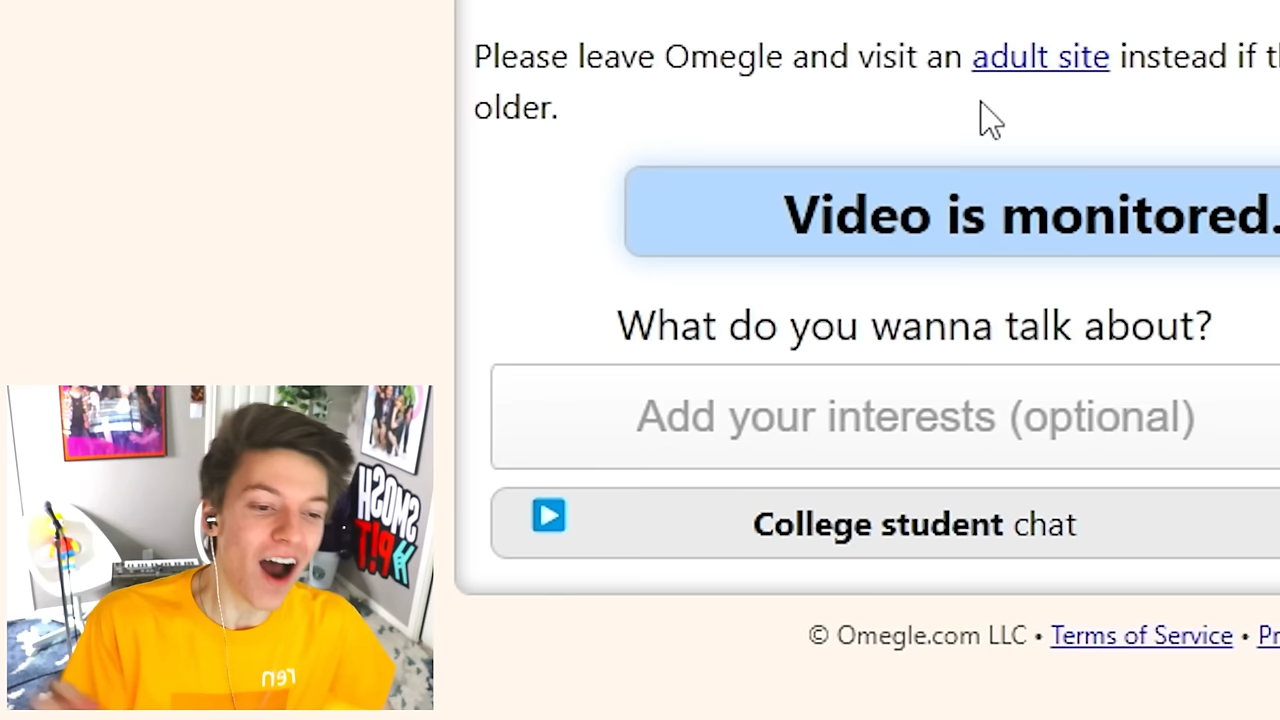 Please leave Omegle and visit an adult site instead if
older.
Video is monitored.
What do you wanna talk about?
Add your interests (optional)
College student chat
© Omegle.com LLC • Terms of Service •
SMOSH
PIT
ren